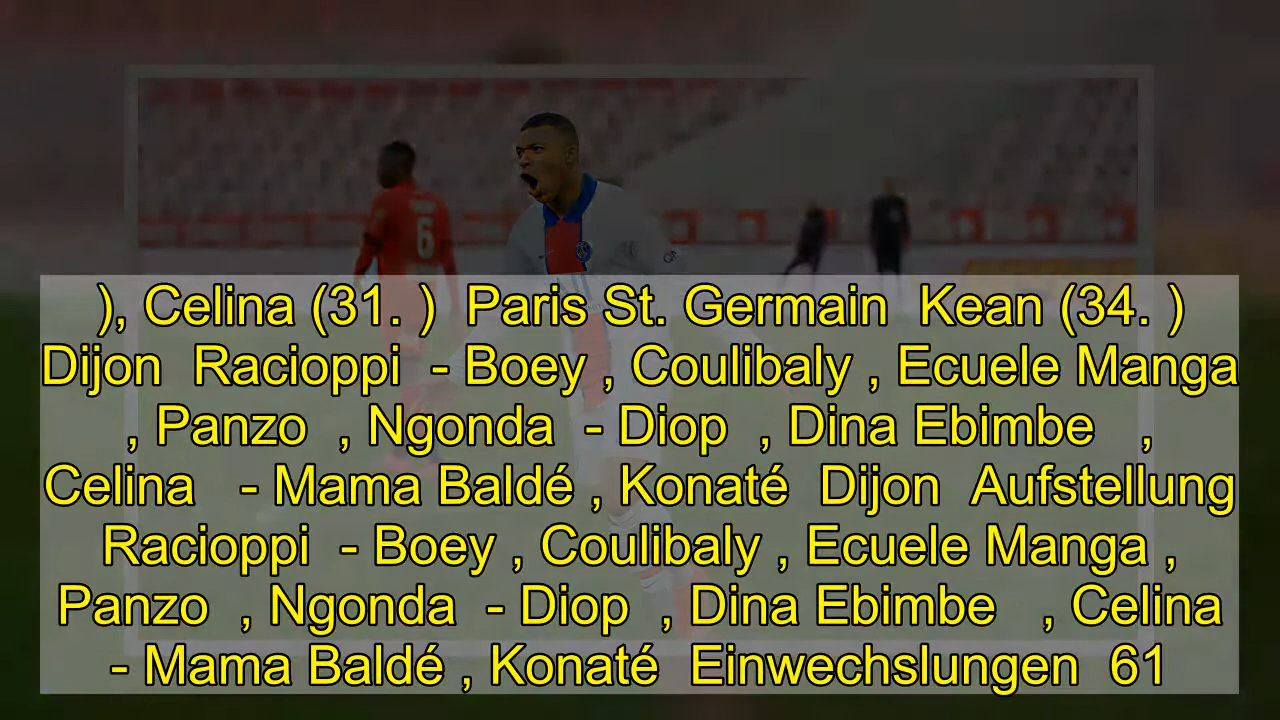 ), Celina (31. ) Paris St. Germain Kean (34. )
Dijon Racioppi - Boey , Coulibaly , Ecuele Manga
, Panzo , Ngonda - Diop , Dina Ebimbe ,
Celina - Mama Baldé , Konaté Dijon Aufstellung
Racioppi - Boey , Coulibaly , Ecuele Manga ,
Panzo , Ngonda - Diop , Dina Ebimbe , Celina
- Mama Baldé , Konaté Einwechslungen 61
6